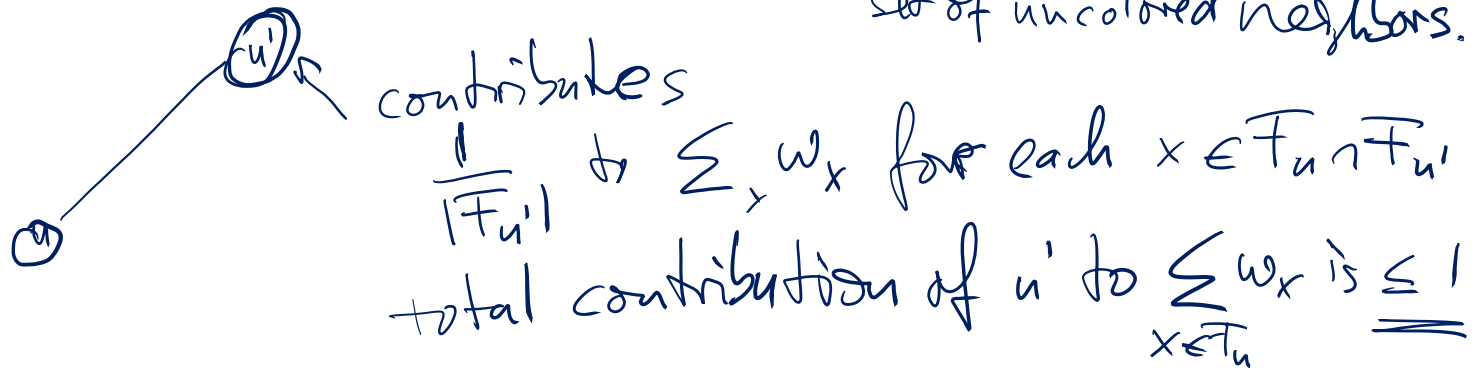 set of uncolored neighbors.
u'
contributes
1/|F_u'| to Σ_x w_x for each x ∈ F_u ∩ F_u'
u
total contribution of u' to Σ_{x∈F_u} w_x is ≤ 1